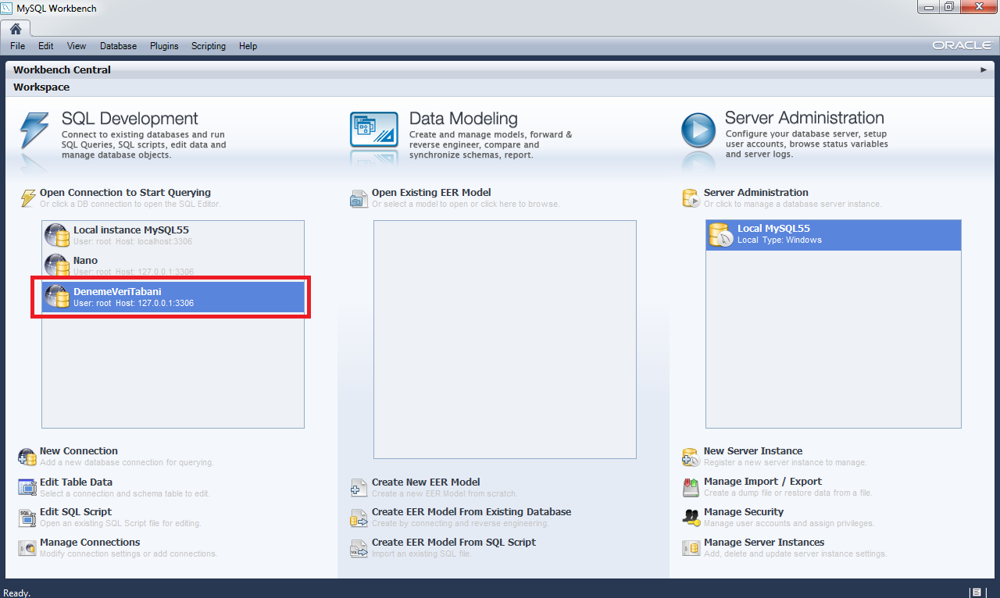 MySQL Workbench
File Edit View Database Plugins Scripting Help
ORACLE
Workbench Central
Workspace
SQL Development
Connect to existing databases and run
SQL Queries, SQL scripts, edit data and
manage database objects.
Open Connection to Start Querying
Or click a DB connection to open the SQL Editor.
Local instance MySQL55
User: root Host: localhost:3306
Nano
User: root Host: 127.0.0.1:3306
DenemeVeriTabani
User: root Host: 127.0.0.1:3306
New Connection
Add a new database connection for querying.
Edit Table Data
Select a connection and schema table to edit.
Edit SQL Script
Open an existing SQL Script file for editing.
Manage Connections
Modify connection settings or add connections.
Data Modeling
Create and manage models, forward &
reverse engineer, compare and
synchronize schemas, report.
Open Existing EER Model
Or select a model to open or click here to browse.
Create New EER Model
Create a new EER Model from scratch.
Create EER Model From Existing Database
Create by connecting and reverse engineering.
Create EER Model From SQL Script
Import an existing SQL file.
Server Administration
Configure your database server, setup
user accounts, browse status variables
and server logs.
Server Administration
Or click to manage a database server instance.
Local MySQL55
Local Type: Windows
New Server Instance
Register a new server instance to manage.
Manage Import / Export
Create a dump file or restore data from a file.
Manage Security
Manage user accounts and assign privileges.
Manage Server Instances
Add, delete and update server instance settings.
Ready.